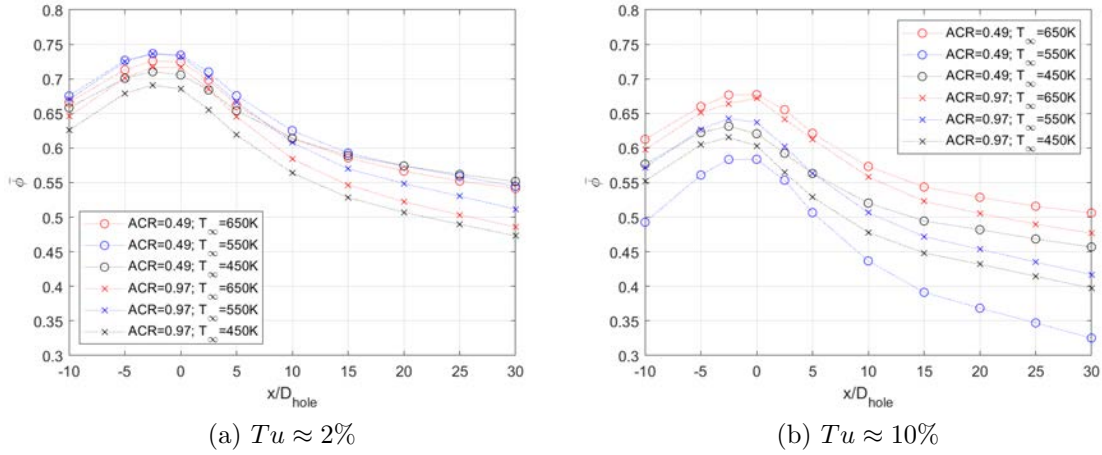 0.8
0.75
0.7
0.65
0.6
0.55
0.5
0.45
0.4
0.35
0.3
ϕ̄
ACR=0.49; T∞=650K
ACR=0.49; T∞=550K
ACR=0.49; T∞=450K
ACR=0.97; T∞=650K
ACR=0.97; T∞=550K
ACR=0.97; T∞=450K
-10 -5 0 5 10 15 20 25 30
x/D_hole
(a) Tu ≈ 2%
0.8
0.75
0.7
0.65
0.6
0.55
0.5
0.45
0.4
0.35
0.3
ϕ̄
ACR=0.49; T∞=650K
ACR=0.49; T∞=550K
ACR=0.49; T∞=450K
ACR=0.97; T∞=650K
ACR=0.97; T∞=550K
ACR=0.97; T∞=450K
-10 -5 0 5 10 15 20 25 30
x/D_hole
(b) Tu ≈ 10%